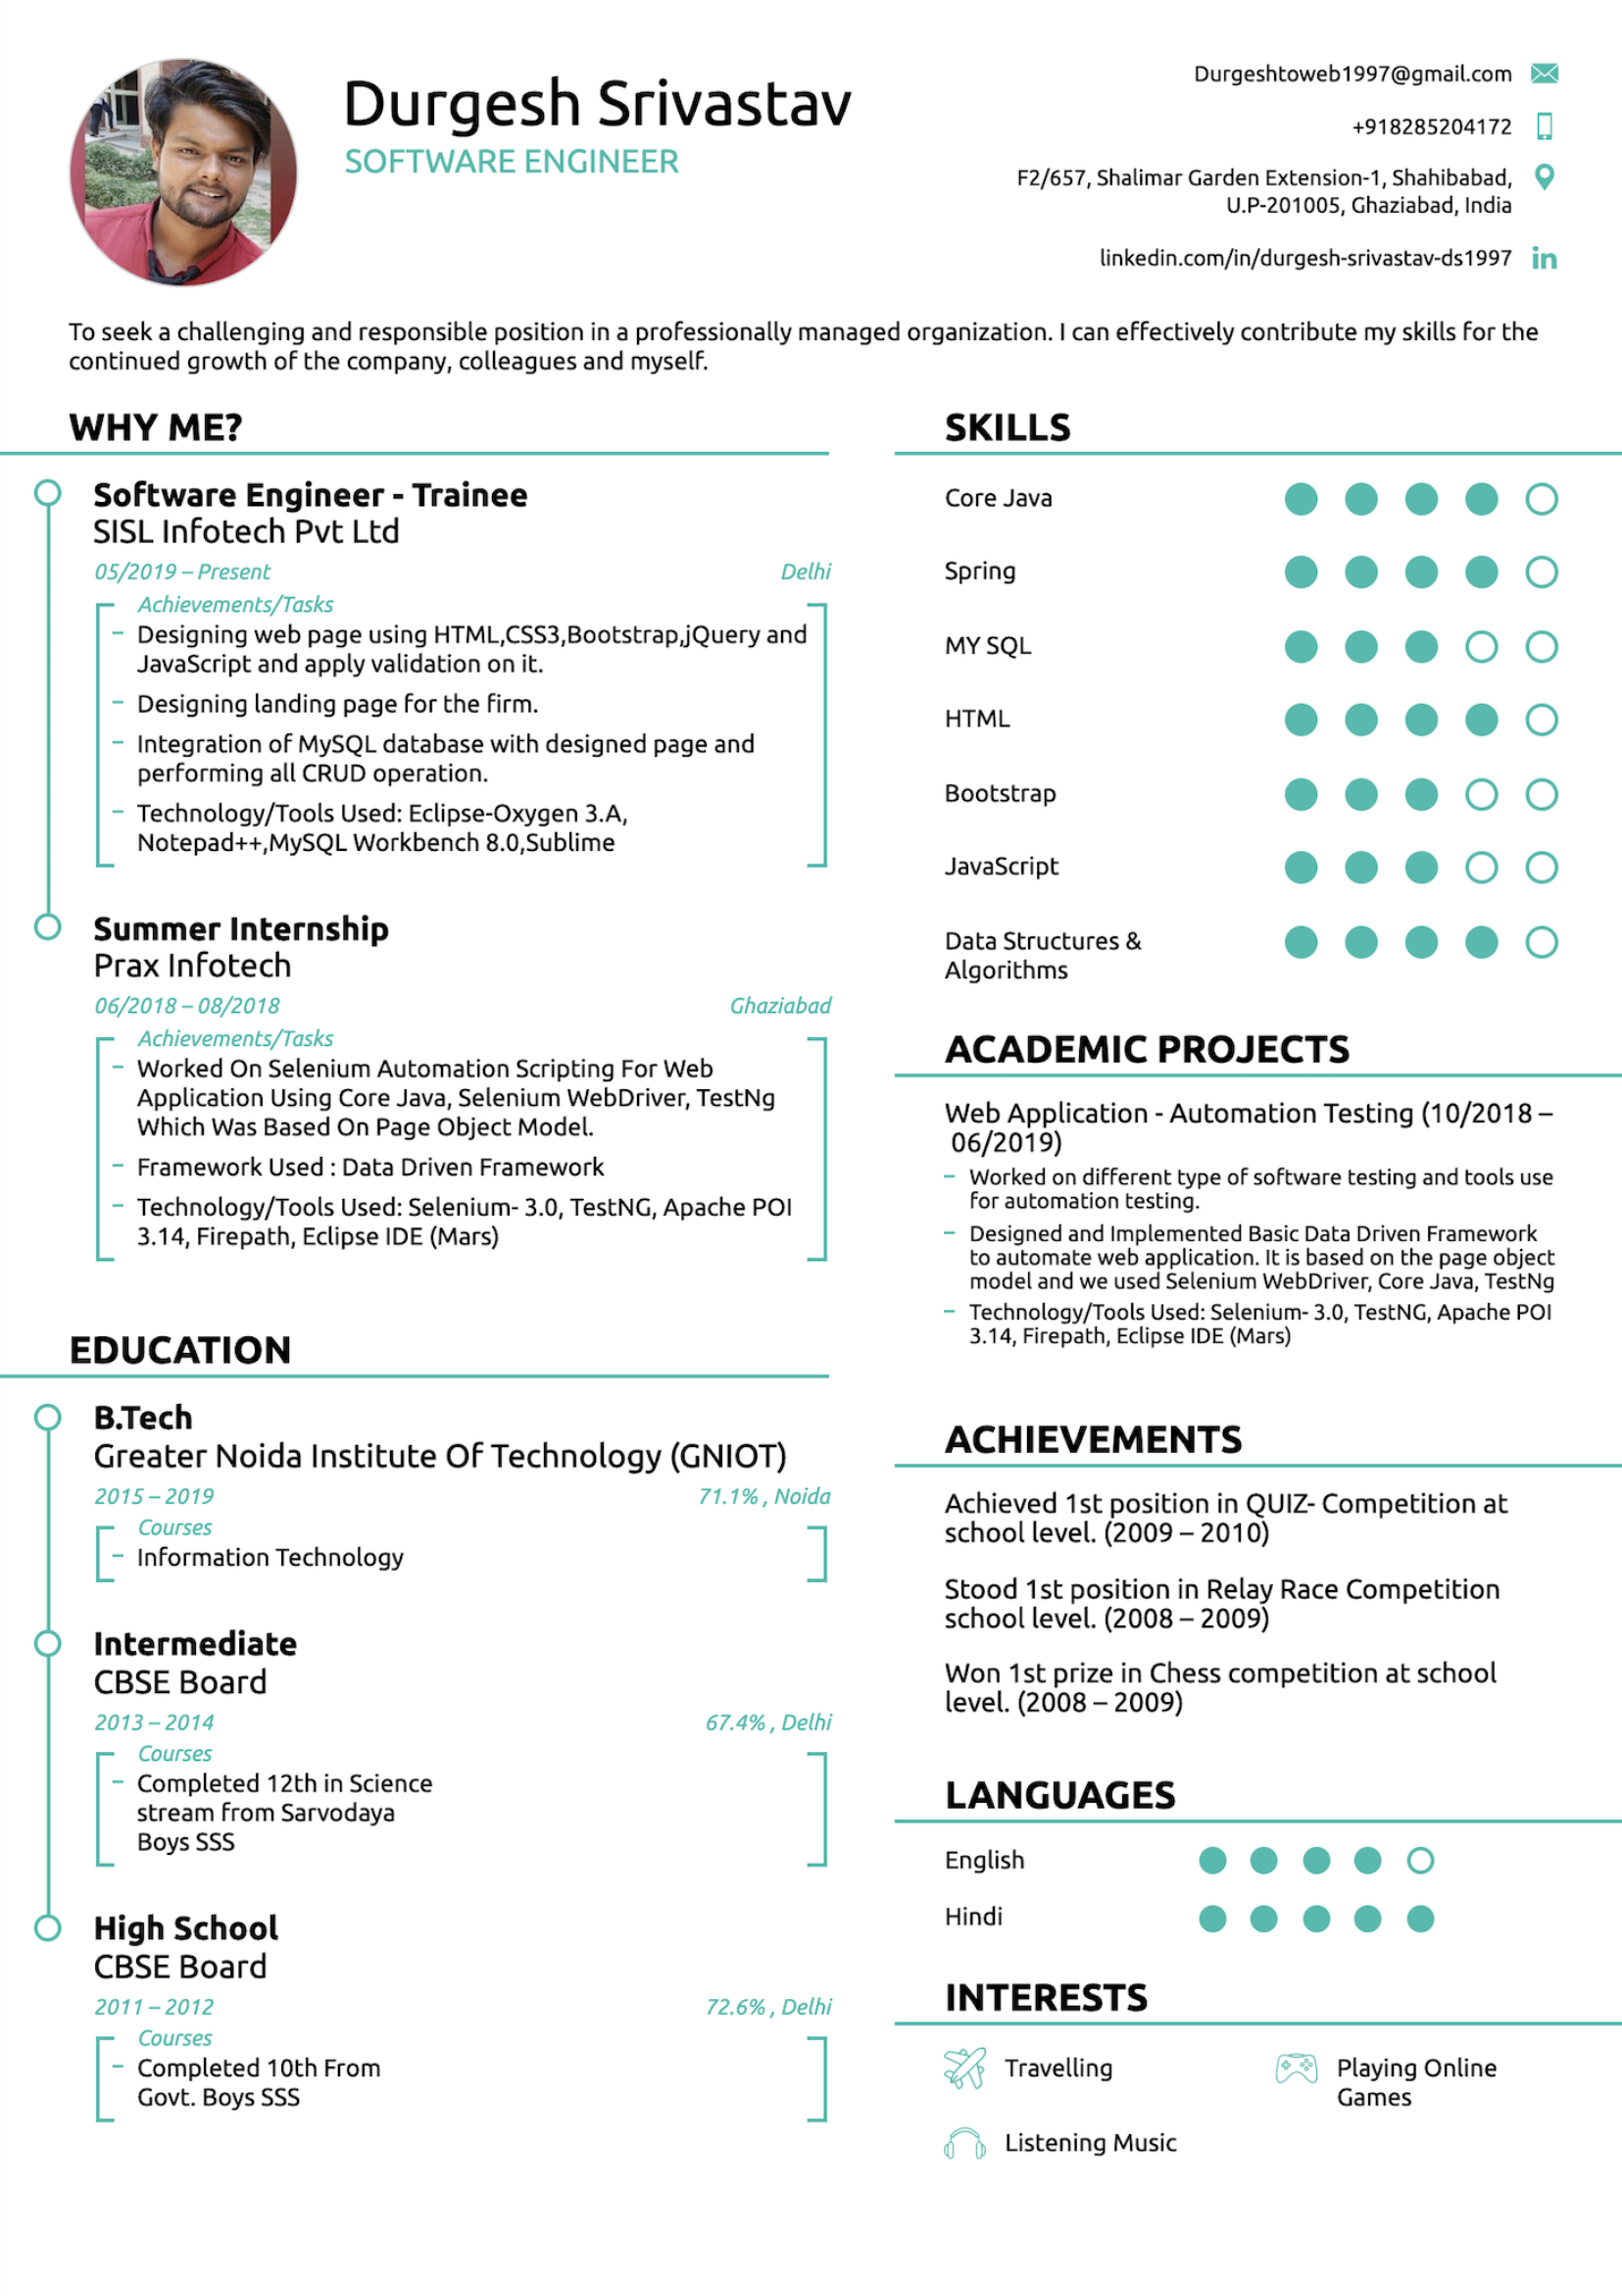 Durgesh Srivastav
SOFTWARE ENGINEER
Durgeshtoweb1997@gmail.com
+918285204172
F2/657, Shalimar Garden Extension-1, Shahibabad,
U.P-201005, Ghaziabad, India
linkedin.com/in/durgesh-srivastav-ds1997
To seek a challenging and responsible position in a professionally managed organization. I can effectively contribute my skills for the
continued growth of the company, colleagues and myself.
WHY ME?
Software Engineer - Trainee
SISL Infotech Pvt Ltd
05/2019 – Present Delhi
Achievements/Tasks
– Designing web page using HTML,CSS3,Bootstrap,jQuery and
JavaScript and apply validation on it.
– Designing landing page for the firm.
– Integration of MySQL database with designed page and
performing all CRUD operation.
– Technology/Tools Used: Eclipse-Oxygen 3.A,
Notepad++,MySQL Workbench 8.0,Sublime
Summer Internship
Prax Infotech
06/2018 – 08/2018 Ghaziabad
Achievements/Tasks
– Worked On Selenium Automation Scripting For Web
Application Using Core Java, Selenium WebDriver, TestNg
Which Was Based On Page Object Model.
– Framework Used : Data Driven Framework
– Technology/Tools Used: Selenium- 3.0, TestNG, Apache POI
3.14, Firepath, Eclipse IDE (Mars)
EDUCATION
B.Tech
Greater Noida Institute Of Technology (GNIOT)
2015 – 2019 71.1% , Noida
Courses
– Information Technology
Intermediate
CBSE Board
2013 – 2014 67.4% , Delhi
Courses
– Completed 12th in Science
stream from Sarvodaya
Boys SSS
High School
CBSE Board
2011 – 2012 72.6% , Delhi
Courses
– Completed 10th From
Govt. Boys SSS
SKILLS
Core Java
Spring
MY SQL
HTML
Bootstrap
JavaScript
Data Structures &
Algorithms
ACADEMIC PROJECTS
Web Application - Automation Testing (10/2018 –
06/2019)
– Worked on different type of software testing and tools use
for automation testing.
– Designed and Implemented Basic Data Driven Framework
to automate web application. It is based on the page object
model and we used Selenium WebDriver, Core Java, TestNg
– Technology/Tools Used: Selenium- 3.0, TestNG, Apache POI
3.14, Firepath, Eclipse IDE (Mars)
ACHIEVEMENTS
Achieved 1st position in QUIZ- Competition at
school level. (2009 – 2010)
Stood 1st position in Relay Race Competition
school level. (2008 – 2009)
Won 1st prize in Chess competition at school
level. (2008 – 2009)
LANGUAGES
English
Hindi
INTERESTS
Travelling
Playing Online
Games
Listening Music